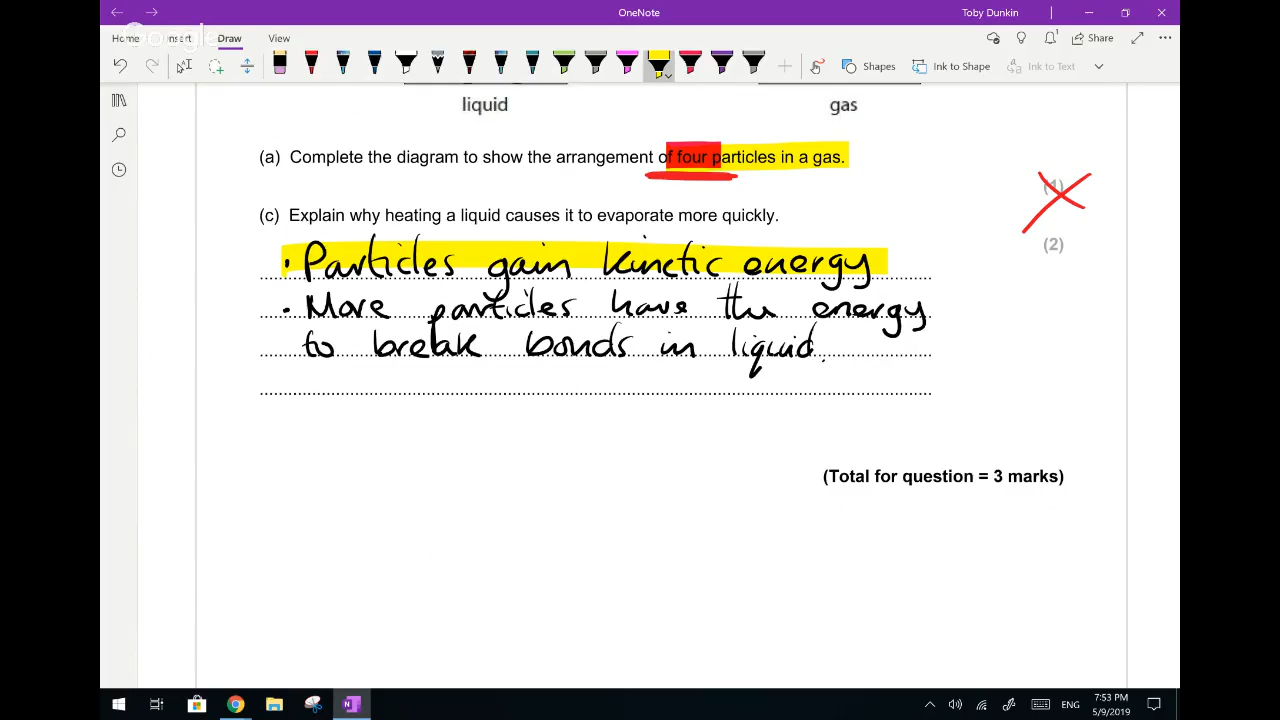 OneNote
Toby Dunkin
Google
Home
Insert
Draw
View
Share
Shapes
Ink to Shape
Ink to Text
liquid
gas
(a) Complete the diagram to show the arrangement of four particles in a gas.
(1)
(c) Explain why heating a liquid causes it to evaporate more quickly.
(2)
· Particles gain kinetic energy
· More particles have the energy
to break bonds in liquid.
(Total for question = 3 marks)
ENG
7:53 PM
5/9/2019